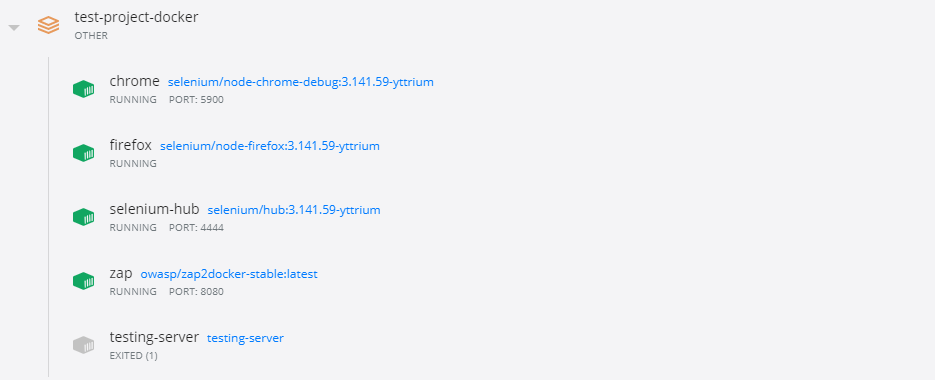 test-project-docker
OTHER
chrome selenium/node-chrome-debug:3.141.59-yttrium
RUNNING PORT: 5900
firefox selenium/node-firefox:3.141.59-yttrium
RUNNING
selenium-hub selenium/hub:3.141.59-yttrium
RUNNING PORT: 4444
zap owasp/zap2docker-stable:latest
RUNNING PORT: 8080
testing-server testing-server
EXITED (1)